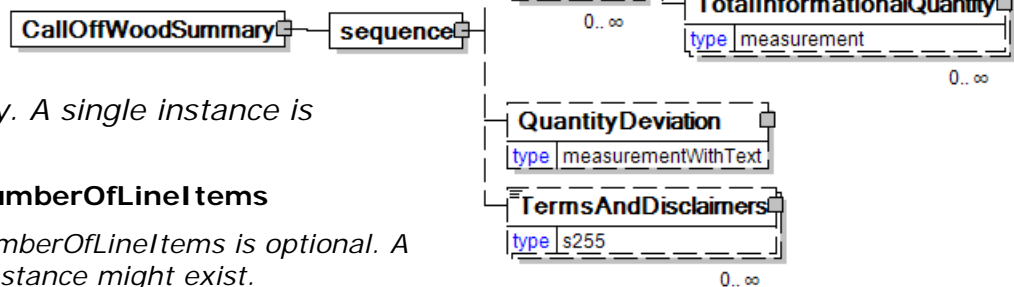 TotalInformationalQuantity
type measurement
0.. ∞
0.. ∞
CallOffWoodSummary
sequence
QuantityDeviation
type measurementWithText
TermsAndDisclaimers
type s255
0.. ∞
y. A single instance is
umberOfLineItems
mberOfLineItems is optional. A
stance might exist.